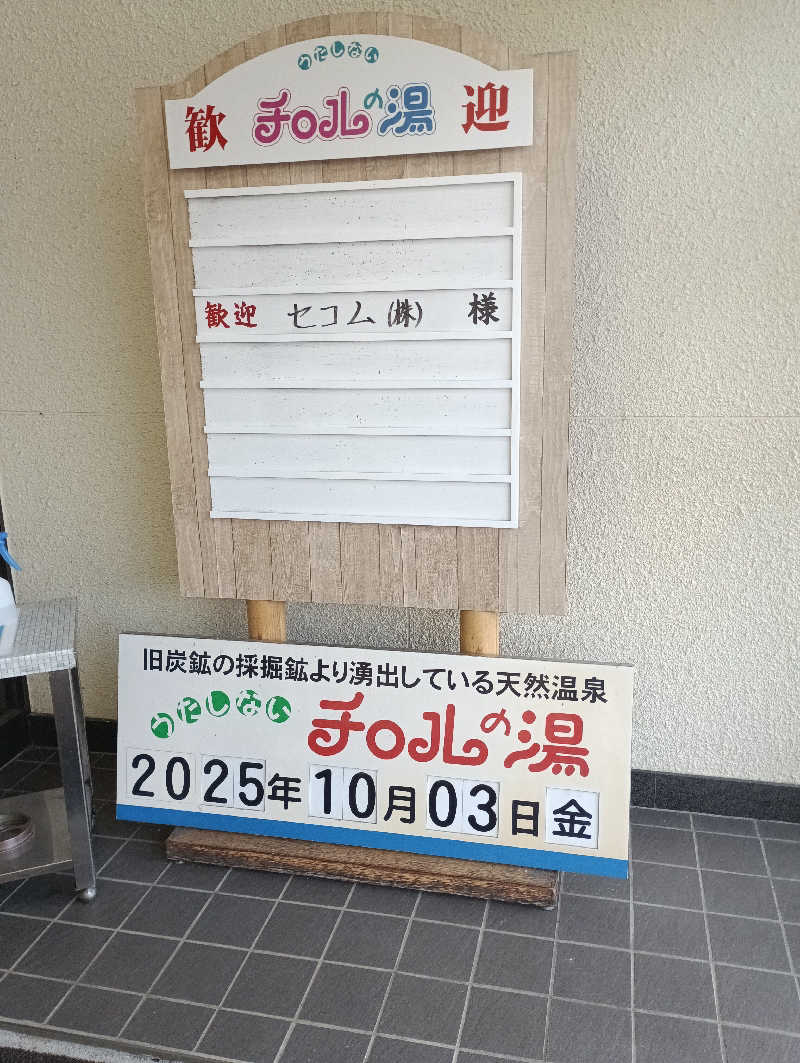 わたしない
歓 チロルの湯 迎
歓迎 セコム(株) 様
旧炭鉱の採掘鉱より湧出している天然温泉
わたしない チロルの湯
2025年10月03日金